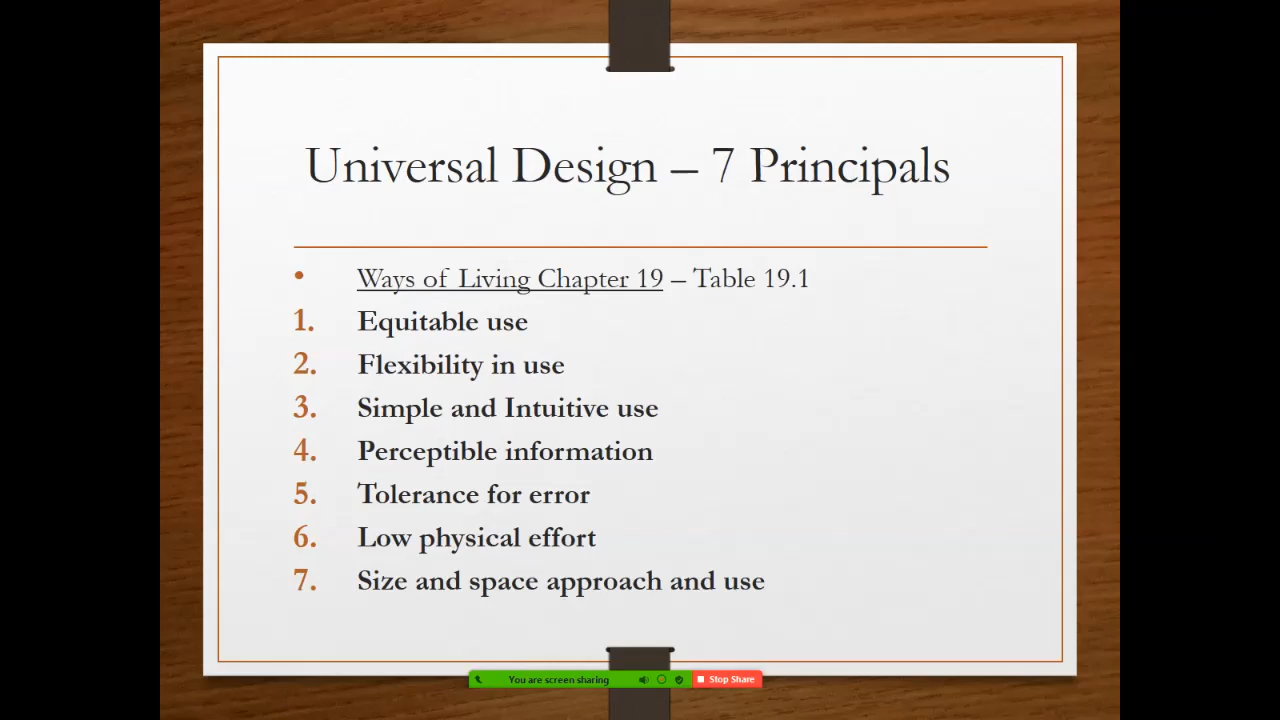 Universal Design – 7 Principals
• Ways of Living Chapter 19 – Table 19.1
1. Equitable use
2. Flexibility in use
3. Simple and Intuitive use
4. Perceptible information
5. Tolerance for error
6. Low physical effort
7. Size and space approach and use
You are screen sharing Stop Share